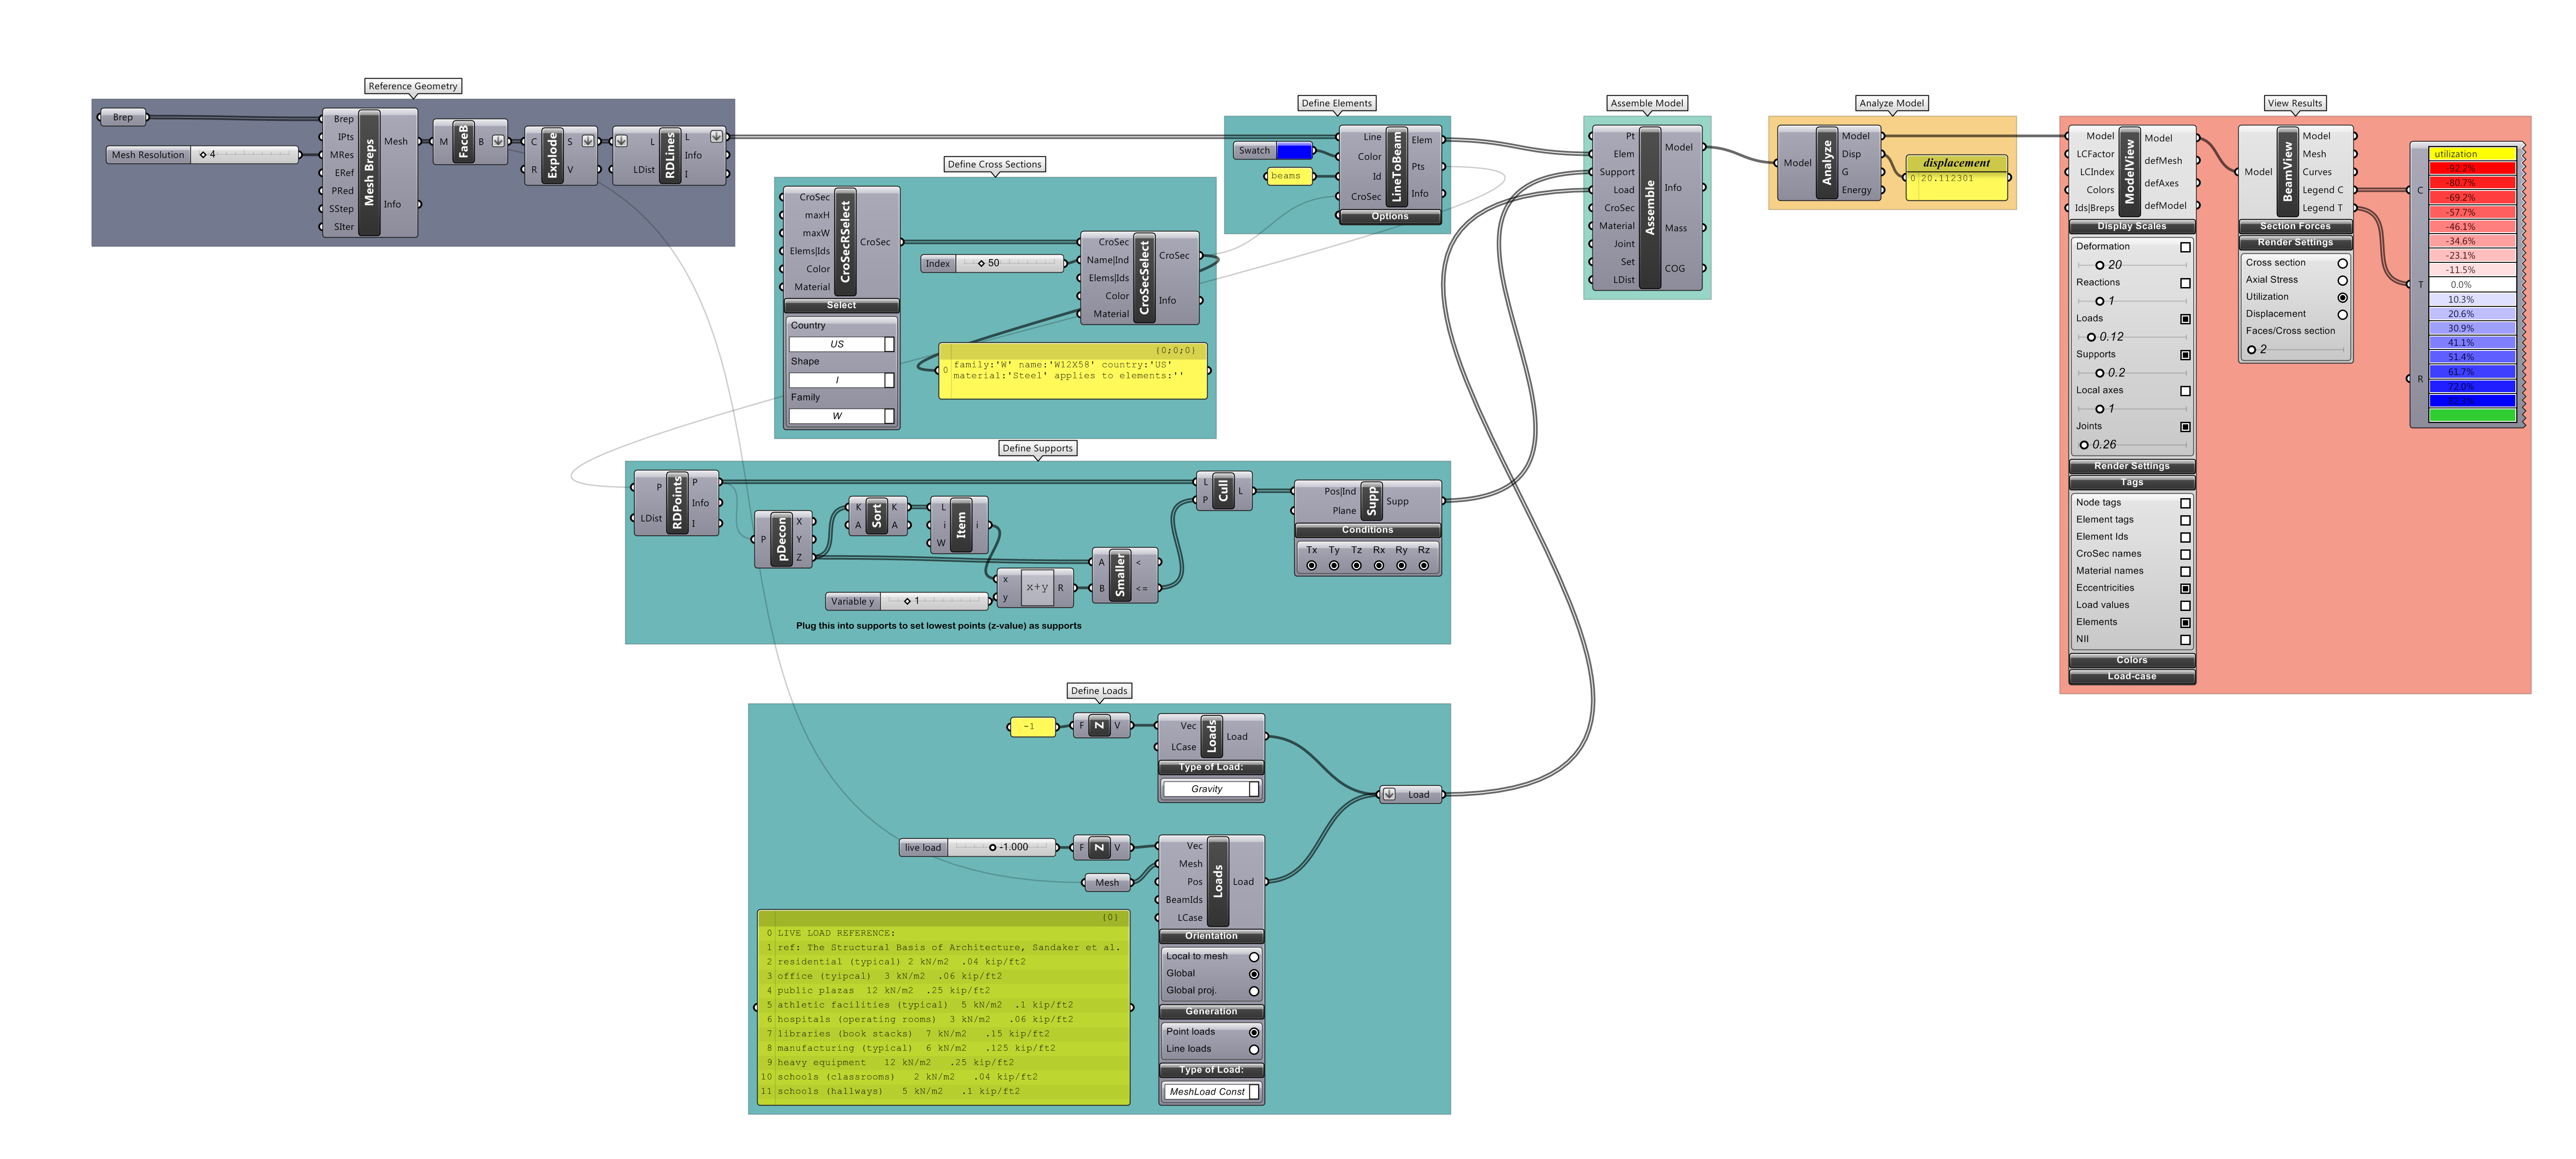 Reference Geometry
Brep
Mesh Resolution 4
Brep
IPts
MRes
ERef
PRed
SStep
SIter
Mesh Breps
Mesh
Info
M FaceB B
C Explode S
R V
L RDLines L
LDist Info
I
Define Cross Sections
CroSec
maxH
maxW
Elems|Ids
Color
Material
CroSecRSelect
CroSec
Select
Country
US
Shape
I
Family
W
Index 50
CroSec
Name|Ind
Elems|Ids
Color
Material
CroSecSelect
CroSec
Info
{0;0;0}
0 family:'W' name:'W12X58' country:'US'
material:'Steel' applies to elements:''
Define Elements
Swatch
beams
Line
Color
Id
CroSec
LineToBeam
Elem
Pts
Info
Options
Define Supports
P
LDist
RDPoints
P
Info
I
P pDecon X
Y
Z
K Sort K
A A
L
i
W
Item
i
Variable y 1
x
y
x+y
R
A
B
Smaller
<
<=
L
P
Cull
L
Pos|Ind
Plane
Supp
Supp
Conditions
Tx Ty Tz Rx Ry Rz
Plug this into supports to set lowest points (z-value) as supports
Define Loads
-1
F Z V
Vec
LCase
Loads
Load
Type of Load:
Gravity
Load
live load -1.000
F Z V
Mesh
Vec
Mesh
Pos
BeamIds
LCase
Loads
Load
Orientation
Local to mesh
Global
Global proj.
Generation
Point loads
Line loads
Type of Load:
MeshLoad Const
{0}
0 LIVE LOAD REFERENCE:
1 ref: The Structural Basis of Architecture, Sandaker et al.
2 residential (typical) 2 kN/m2 .04 kip/ft2
3 office (tyipcal) 3 kN/m2 .06 kip/ft2
4 public plazas 12 kN/m2 .25 kip/ft2
5 athletic facilities (typical) 5 kN/m2 .1 kip/ft2
6 hospitals (operating rooms) 3 kN/m2 .06 kip/ft2
7 libraries (book stacks) 7 kN/m2 .15 kip/ft2
8 manufacturing (typical) 6 kN/m2 .125 kip/ft2
9 heavy equipment 12 kN/m2 .25 kip/ft2
10 schools (classrooms) 2 kN/m2 .04 kip/ft2
11 schools (hallways) 5 kN/m2 .1 kip/ft2
Assemble Model
Pt
Elem
Support
Load
CroSec
Material
Joint
Set
LDist
Assemble
Model
Info
Mass
COG
Analyze Model
Model
Analyze
Model
Disp
G
Energy
displacement
0 20.112301
View Results
Model
LCFactor
LCIndex
Colors
Ids|Breps
ModelView
Model
defMesh
defAxes
defModel
Display Scales
Deformation
20
Reactions
1
Loads
0.12
Supports
0.2
Local axes
1
Joints
0.26
Render Settings
Tags
Node tags
Element tags
Element Ids
CroSec names
Material names
Eccentricities
Load values
Elements
NII
Colors
Load-case
Model
BeamView
Model
Mesh
Curves
Legend C
Legend T
Section Forces
Render Settings
Cross section
Axial Stress
Utilization
Displacement
Faces/Cross section
2
C
T
R
utilization
-92.2%
-80.7%
-69.2%
-57.7%
-46.1%
-34.6%
-23.1%
-11.5%
0.0%
10.3%
20.6%
30.9%
41.1%
51.4%
61.7%
72.0%